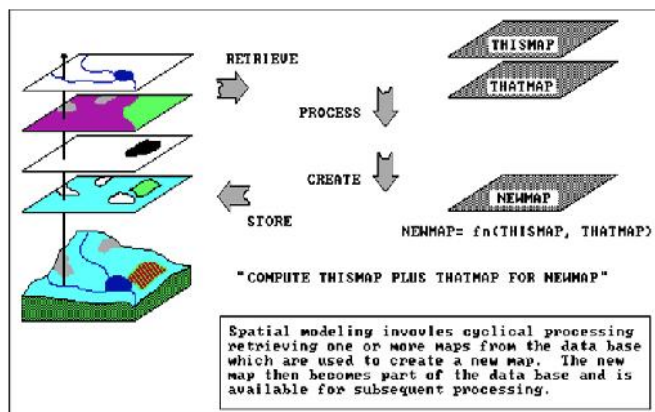 RETRIEVE
THISMAP
THATMAP
PROCESS
CREATE
STORE
NEWMAP
NEWMAP= fn(THISMAP, THATMAP)
"COMPUTE THISMAP PLUS THATMAP FOR NEWMAP"
Spatial modeling invovles cyclical processing
retrieving one or more maps from the data base
which are used to create a new map. The new
map then becomes part of the data base and is
available for subsequent processing.